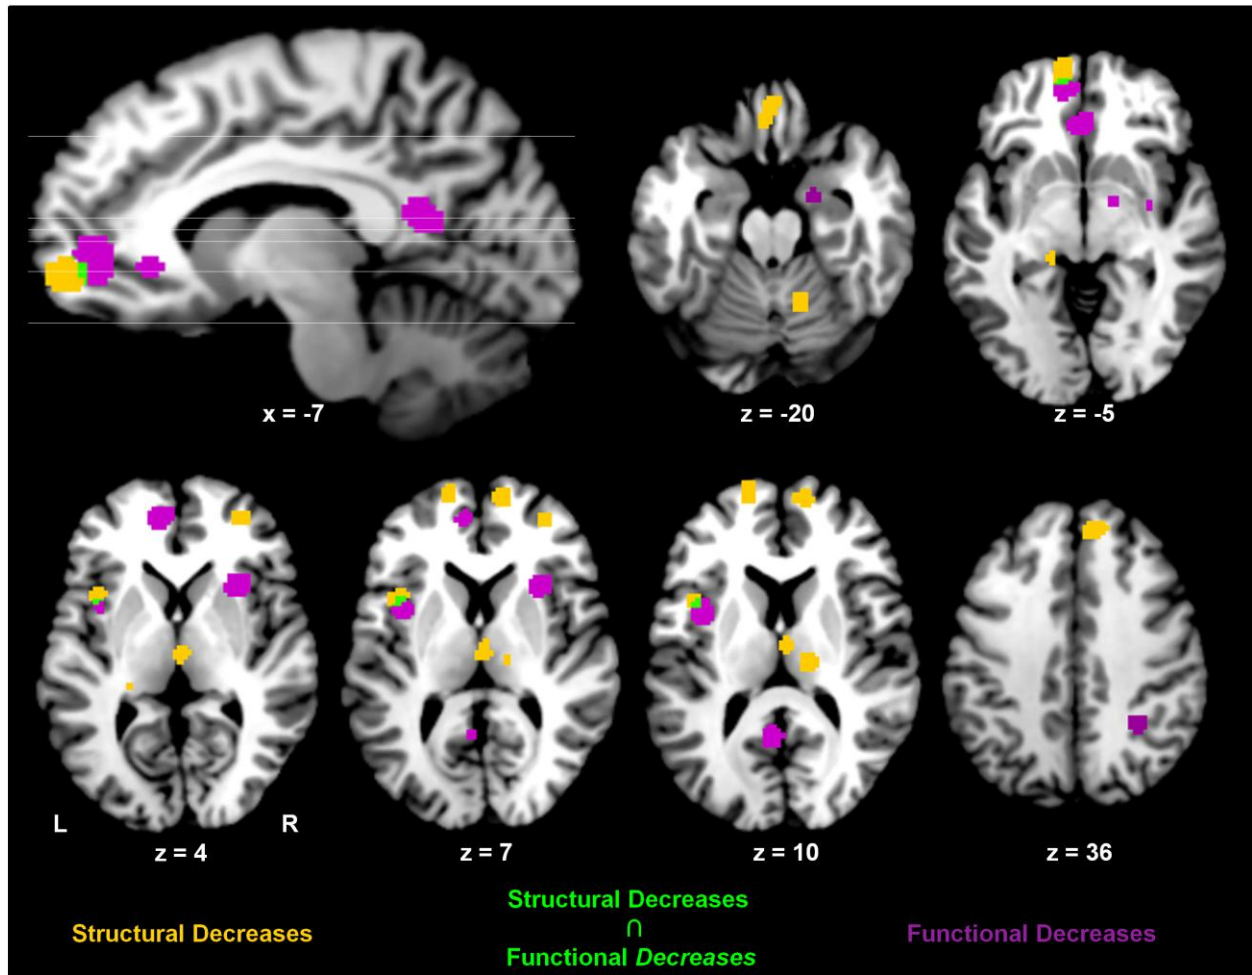 x = -7
z = -20
z = -5
L
R
z = 4
z = 7
z = 10
z = 36
Structural Decreases
Structural Decreases
∩
Functional Decreases
Functional Decreases